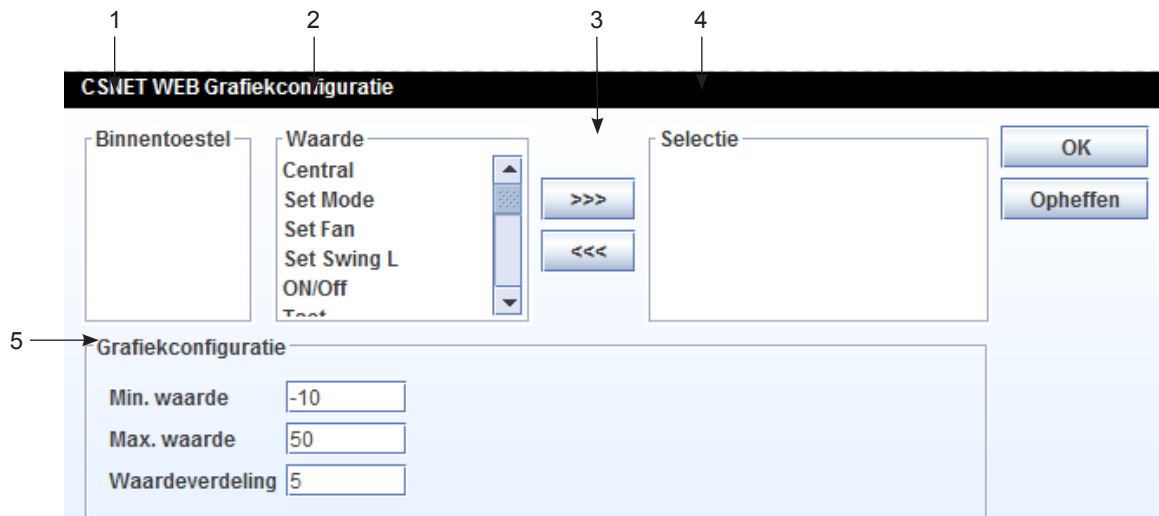 1 2 3 4
CSNET WEB Grafiekconfiguratie
Binnentoestel Waarde Selectie
Central
Set Mode
Set Fan
Set Swing L
ON/Off
>>>
<<<
OK
Opheffen
5
Grafiekconfiguratie
Min. waarde -10
Max. waarde 50
Waardeverdeling 5